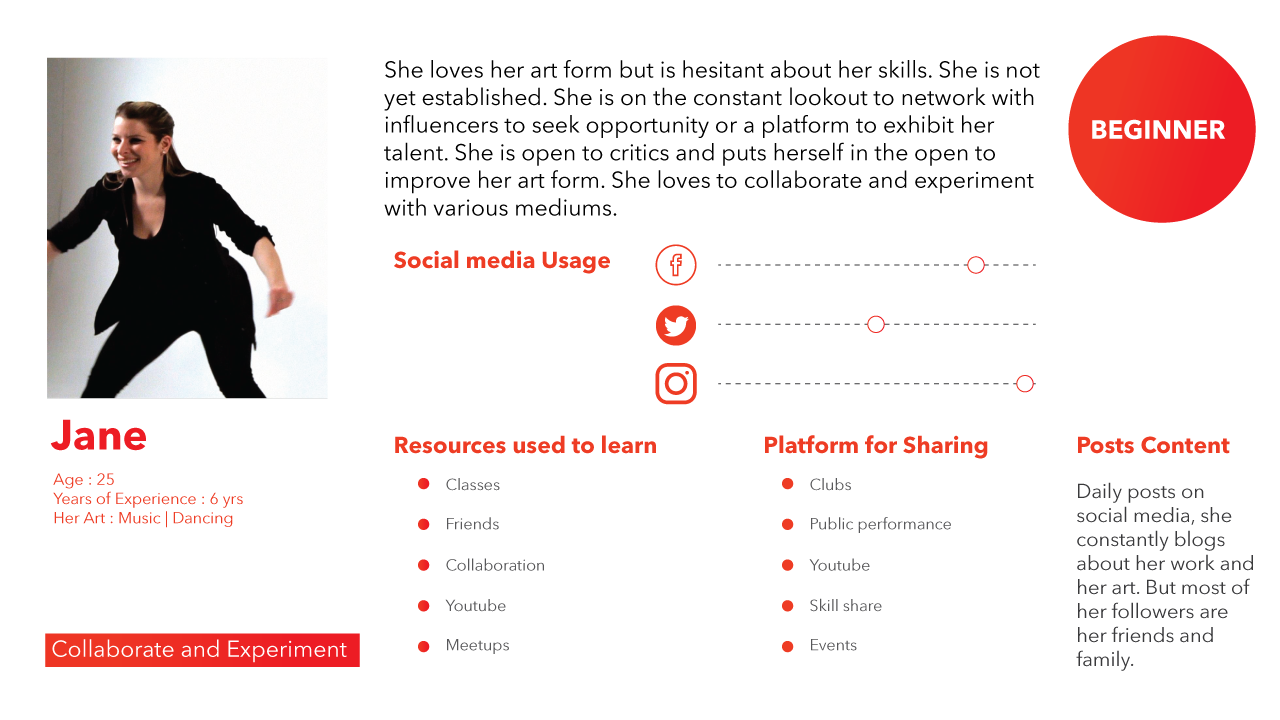 She loves her art form but is hesitant about her skills. She is not
yet established. She is on the constant lookout to network with
influencers to seek opportunity or a platform to exhibit her
talent. She is open to critics and puts herself in the open to
improve her art form. She loves to collaborate and experiment
with various mediums.
BEGINNER
Social media Usage
Jane
Age : 25
Years of Experience : 6 yrs
Her Art : Music | Dancing
Collaborate and Experiment
Resources used to learn
Classes
Friends
Collaboration
Youtube
Meetups
Platform for Sharing
Clubs
Public performance
Youtube
Skill share
Events
Posts Content
Daily posts on
social media, she
constantly blogs
about her work and
her art. But most of
her followers are
her friends and
family.